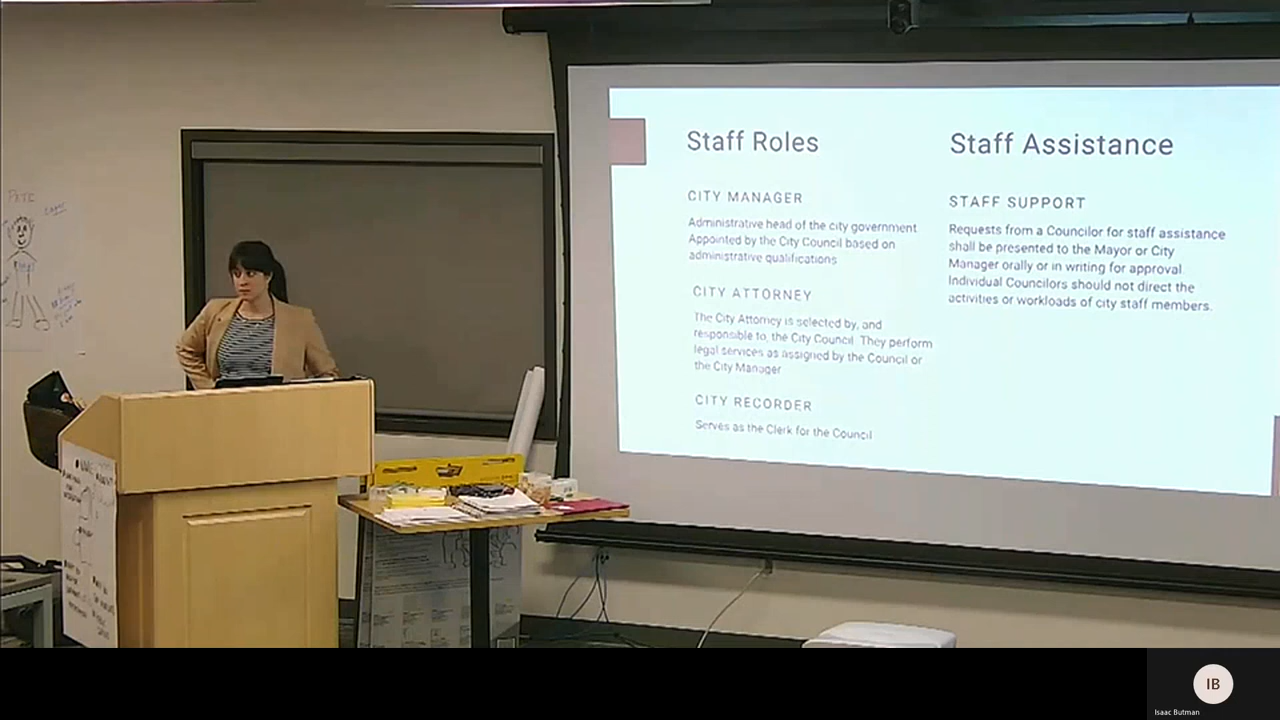 Staff Roles
CITY MANAGER
Administrative head of the city government
Appointed by the City Council based on
administrative qualifications
CITY ATTORNEY
The City Attorney is selected by, and
responsible to, the City Council. They perform
legal services as assigned by the Council or
the City Manager
CITY RECORDER
Serves as the Clerk for the Council
Staff Assistance
STAFF SUPPORT
Requests from a Councilor for staff assistance
shall be presented to the Mayor or City
Manager orally or in writing for approval.
Individual Councilors should not direct the
activities or workloads of city staff members.
IB
Isaac Butman